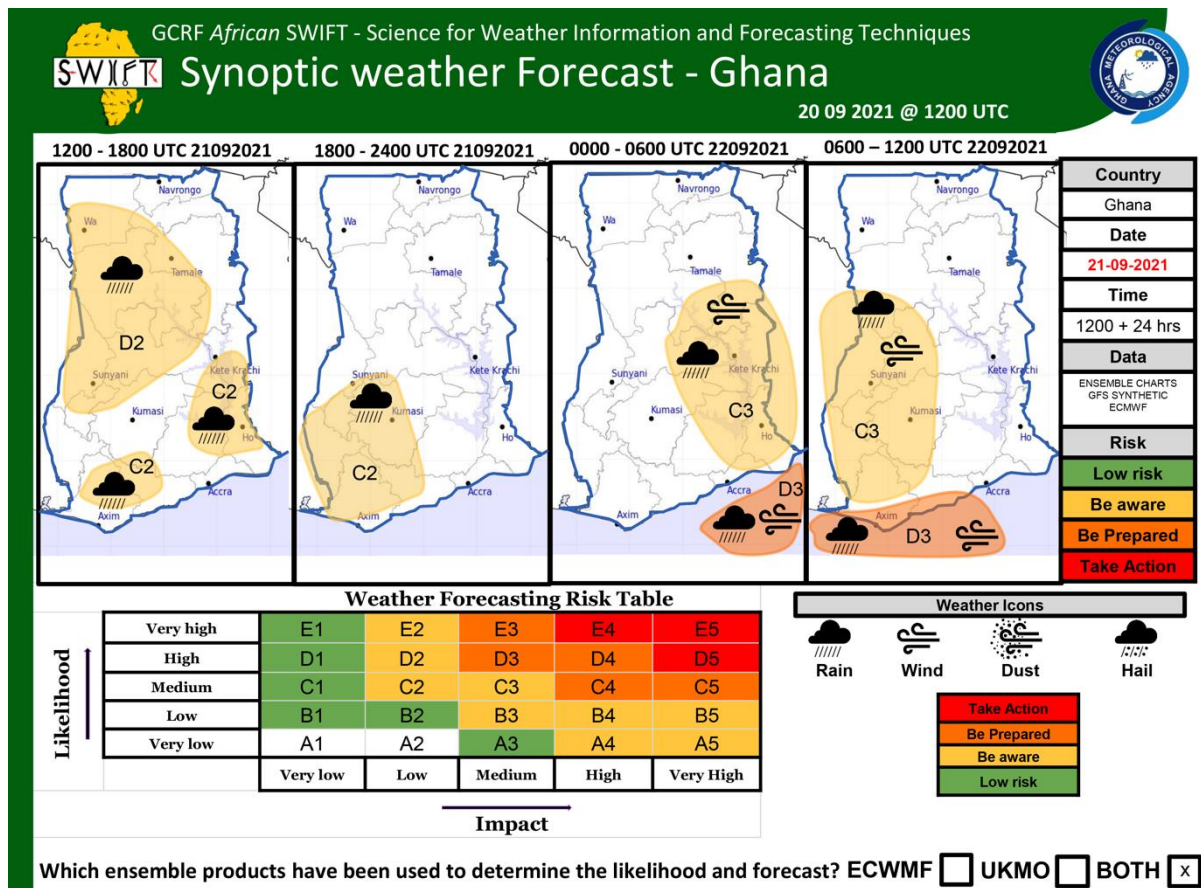 GCRF African SWIFT - Science for Weather Information and Forecasting Techniques
SWIFT
Synoptic weather Forecast - Ghana
20 09 2021 @ 1200 UTC
GHANA METEOROLOGICAL AGENCY
1200 - 1800 UTC 21092021
1800 - 2400 UTC 21092021
0000 - 0600 UTC 22092021
0600 – 1200 UTC 22092021
Navrongo
Wa
Tamale
D2
Kete Krachi
Sunyani
C2
Kumasi
Ho
C2
Accra
Axim
Navrongo
Wa
Tamale
Kete Krachi
Sunyani
Kumasi
Ho
C2
Accra
Axim
Navrongo
Wa
Tamale
Kete Krachi
Sunyani
C3
Kumasi
Ho
Accra
D3
Axim
Navrongo
Wa
Tamale
Kete Krachi
Sunyani
Kumasi
C3
Ho
Accra
Axim
D3
Country
Ghana
Date
21-09-2021
Time
1200 + 24 hrs
Data
ENSEMBLE CHARTS
GFS SYNTHETIC
ECMWF
Risk
Low risk
Be aware
Be Prepared
Take Action
Weather Forecasting Risk Table
Likelihood
Very high E1 E2 E3 E4 E5
High D1 D2 D3 D4 D5
Medium C1 C2 C3 C4 C5
Low B1 B2 B3 B4 B5
Very low A1 A2 A3 A4 A5
Very low Low Medium High Very High
Impact
Weather Icons
Rain Wind Dust Hail
Take Action
Be Prepared
Be aware
Low risk
Which ensemble products have been used to determine the likelihood and forecast? ECWMF UKMO BOTH X